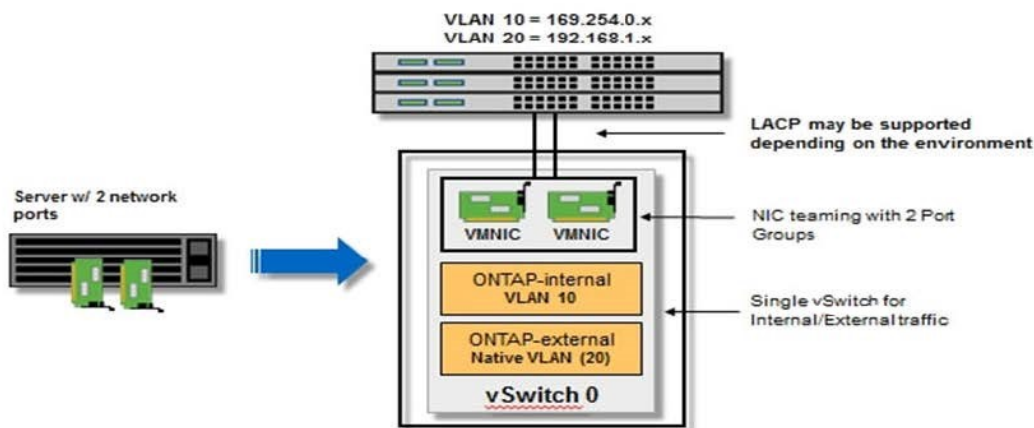 VLAN 10 = 169.254.0.x
VLAN 20 = 192.168.1.x
LACP may be supported
depending on the environment
Server w/ 2 network
ports
VMNIC
VMNIC
NIC teaming with 2 Port
Groups
ONTAP-internal
VLAN 10
Single vSwitch for
Internal/External traffic
ONTAP-external
Native VLAN (20)
vSwitch 0